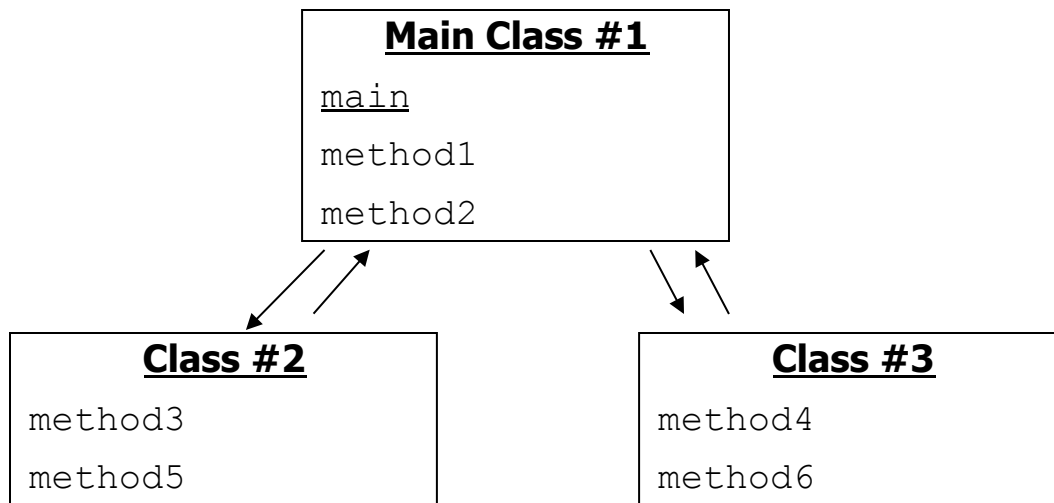 Main Class #1
main
method1
method2
Class #2
method3
method5
Class #3
method4
method6